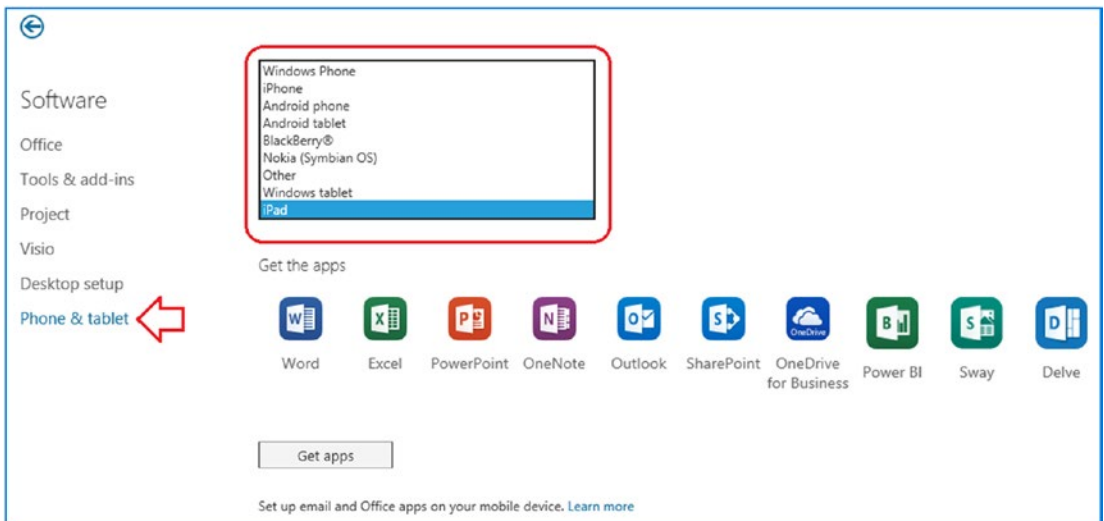 Software
Office
Tools & add-ins
Project
Visio
Desktop setup
Phone & tablet
Windows Phone
iPhone
Android phone
Android tablet
BlackBerry®
Nokia (Symbian OS)
Other
Windows tablet
iPad
Get the apps
W
X
P
N
O
S
OneDrive
B
S
D
Word
Excel
PowerPoint
OneNote
Outlook
SharePoint
OneDrive
for Business
Power BI
Sway
Delve
Get apps
Set up email and Office apps on your mobile device. Learn more